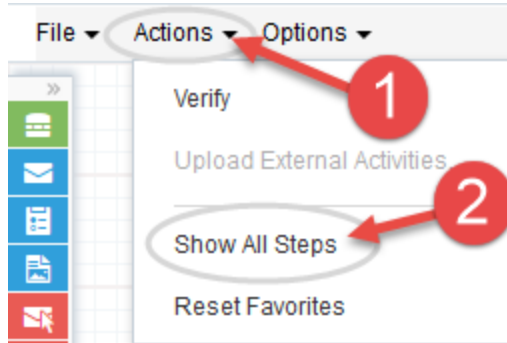 File Actions Options
1
Verify
Upload External Activities...
2
Show All Steps
Reset Favorites